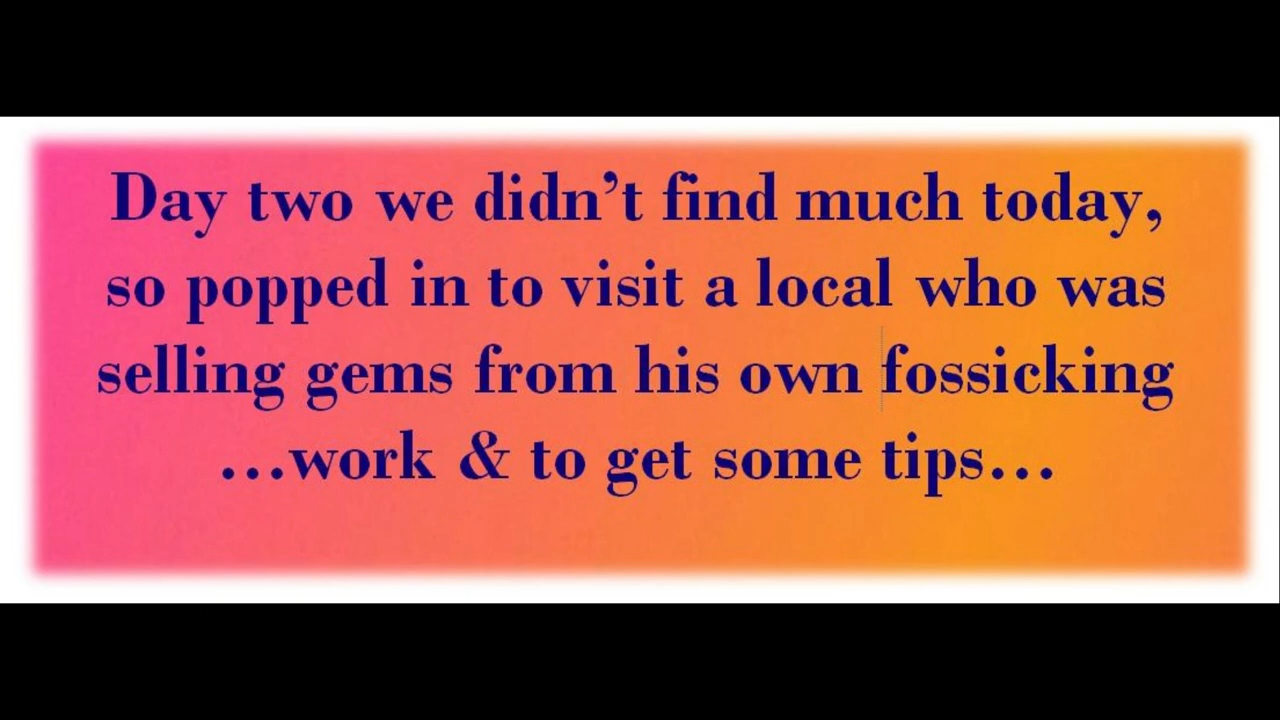 Day two we didn’t find much today,
so popped in to visit a local who was
selling gems from his own fossicking
…work & to get some tips…